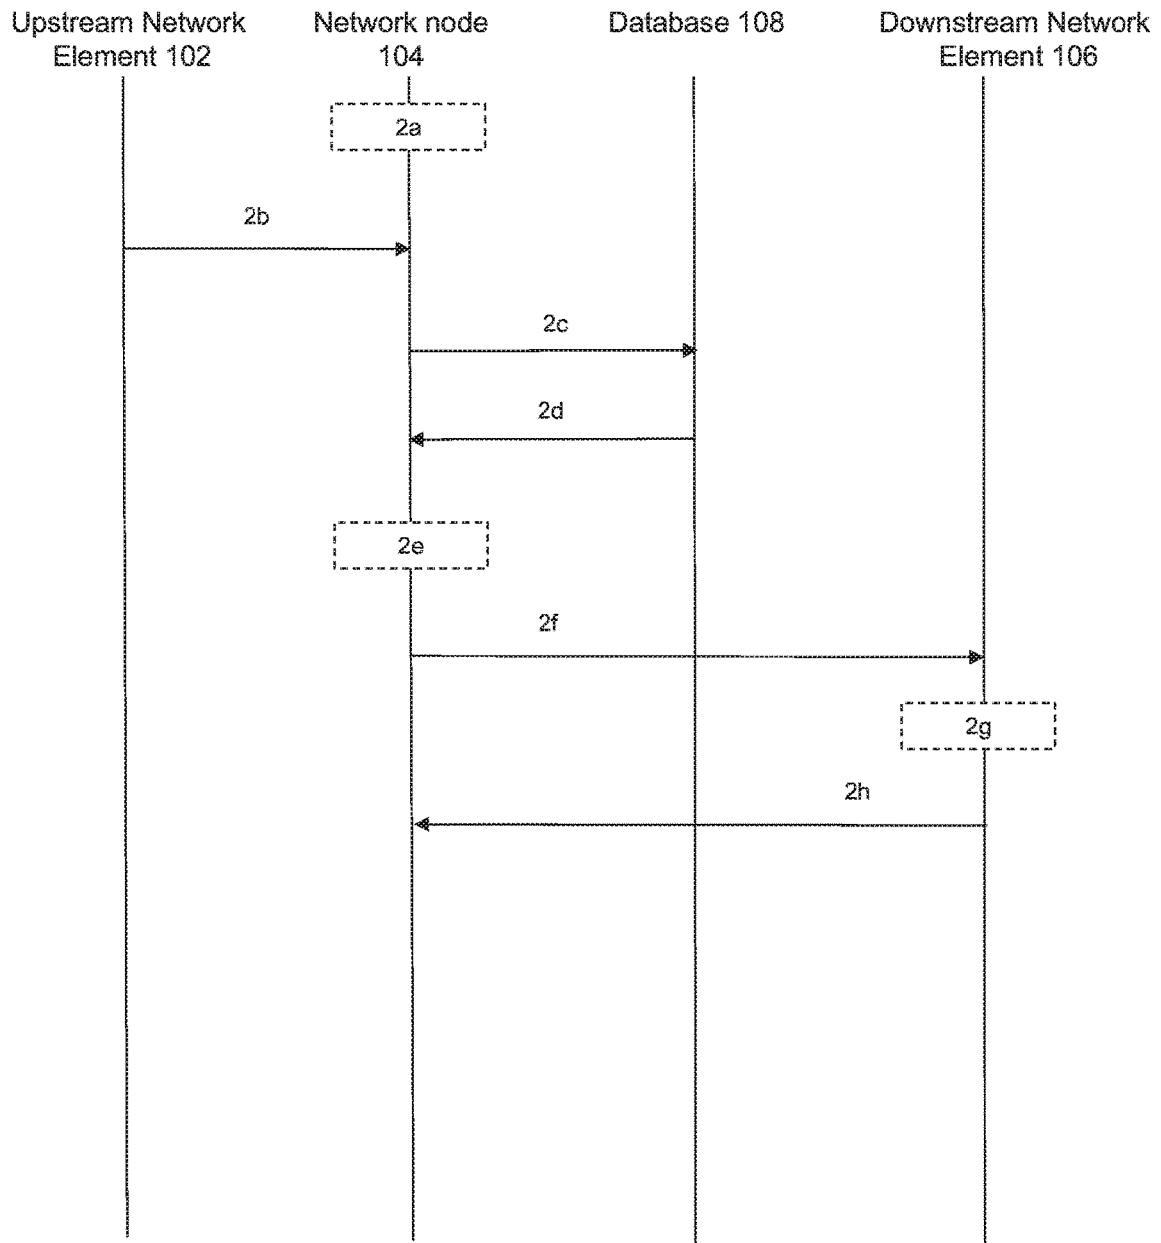 Upstream Network
Element 102
Network node
104
Database 108
Downstream Network
Element 106
2a
2b
2c
2d
2e
2f
2g
2h